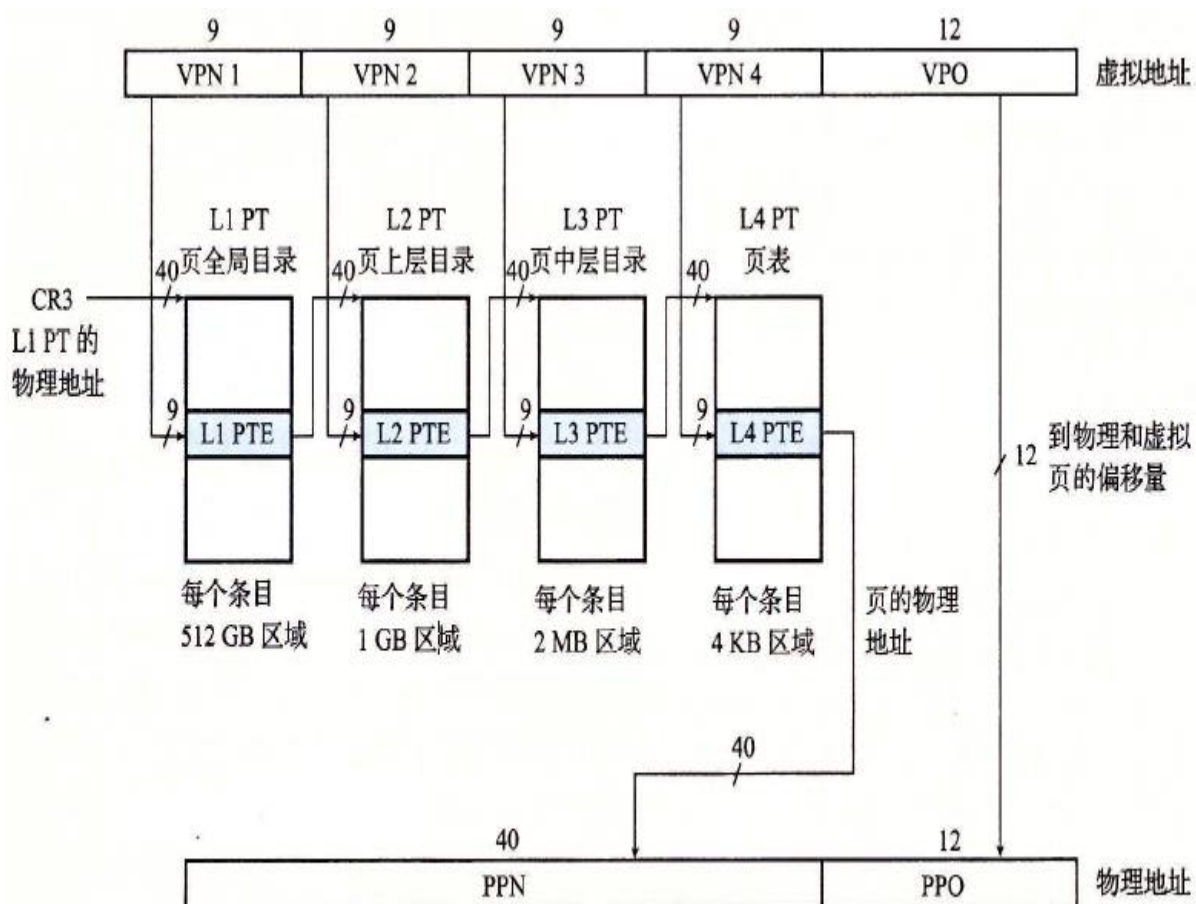 9 9 9 9 12
VPN 1 VPN 2 VPN 3 VPN 4 VPO 虚拟地址
L1 PT
页全局目录
L2 PT
页上层目录
L3 PT
页中层目录
L4 PT
页表
40 40 40 40
CR3
L1 PT 的
物理地址
9 9 9 9
L1 PTE L2 PTE L3 PTE L4 PTE
12 到物理和虚拟
页的偏移量
每个条目
512 GB 区域
每个条目
1 GB 区域
每个条目
2 MB 区域
每个条目
4 KB 区域
页的物理
地址
40
40 12
PPN PPO 物理地址